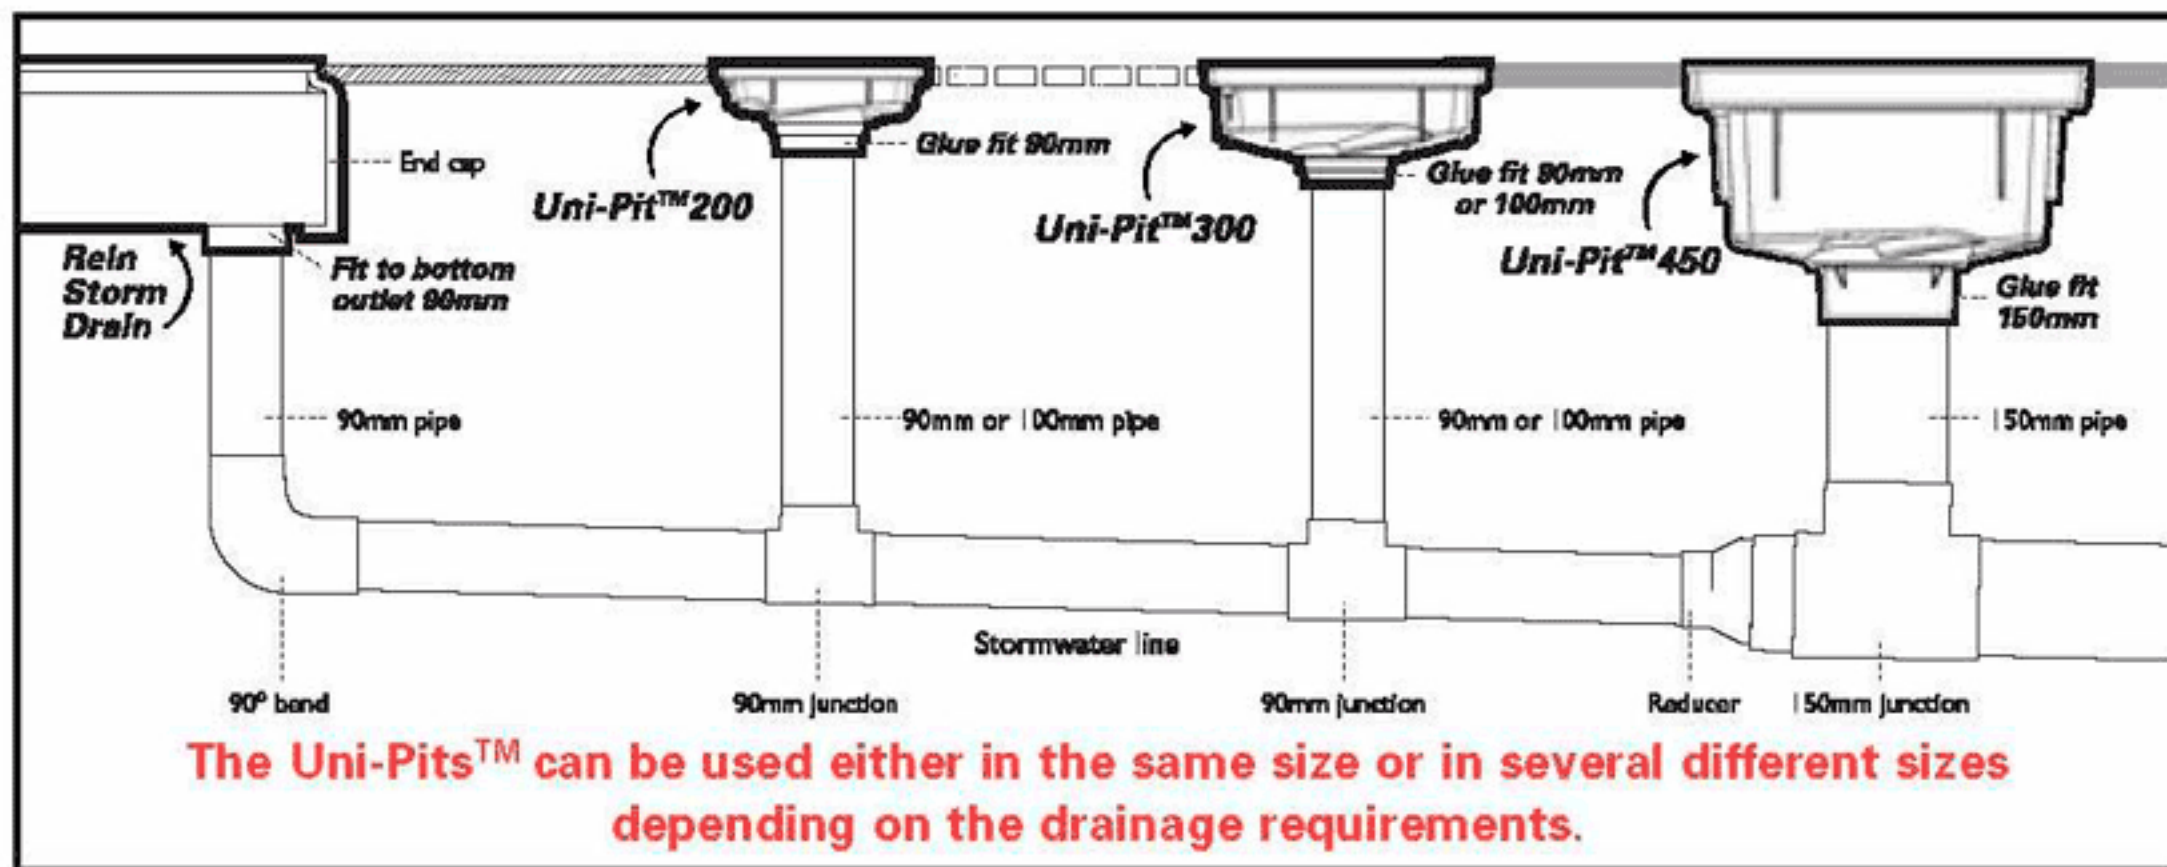 End cap
Glue fit 90mm
Uni-Pit™200
Glue fit 90mm
or 100mm
Uni-Pit™300
Uni-Pit™450
Glue fit
150mm
Rein
Storm
Drain
Fit to bottom
outlet 90mm
90mm pipe
90mm or 100mm pipe
90mm or 100mm pipe
150mm pipe
Stormwater line
90° bend
90mm junction
90mm junction
Reducer
150mm junction
The Uni-Pits™ can be used either in the same size or in several different sizes
depending on the drainage requirements.